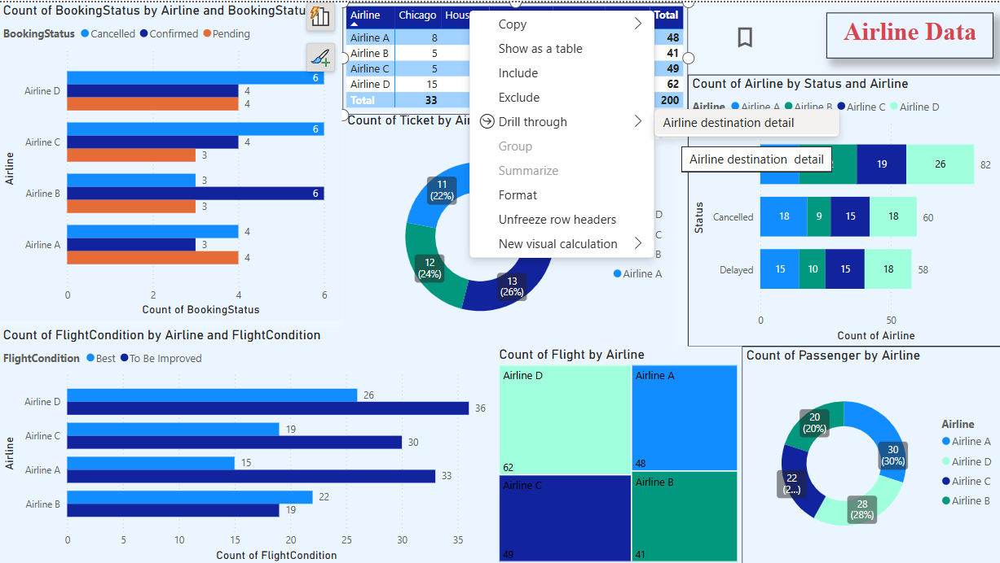 Count of BookingStatus by Airline and BookingStatu
BookingStatus Cancelled Confirmed Pending
Airline D
6
4
4
Airline C
6
4
3
Airline B
3
6
3
Airline A
4
3
4
Airline
0 2 4 6
Count of BookingStatus
Airline Chicago Hous Total
Airline A 8 48
Airline B 5 41
Airline C 5 49
Airline D 15 62
Total 33 200
Copy
Show as a table
Include
Exclude
Drill through
Group
Summarize
Format
Unfreeze row headers
New visual calculation
Airline destination detail
Airline destination detail
Airline Data
Count of Ticket by Air
11
(22%)
12
(24%)
13
(26%)
D
C
B
Airline A
Count of Airline by Status and Airline
Airline Airline A Airline B Airline C Airline D
19 26 82
Cancelled 18 9 15 18 60
Delayed 15 10 15 18 58
Status
0 50
Count of Airline
Count of FlightCondition by Airline and FlightCondition
FlightCondition Best To Be Improved
Airline D
26
36
Airline C
19
30
Airline A
15
33
Airline B
22
19
Airline
0 5 10 15 20 25 30 35
Count of FlightCondition
Count of Flight by Airline
Airline D
62
Airline A
48
Airline C
49
Airline B
41
Count of Passenger by Airline
20
(20%)
30
(30%)
22
(2...)
28
(28%)
Airline
Airline A
Airline D
Airline C
Airline B